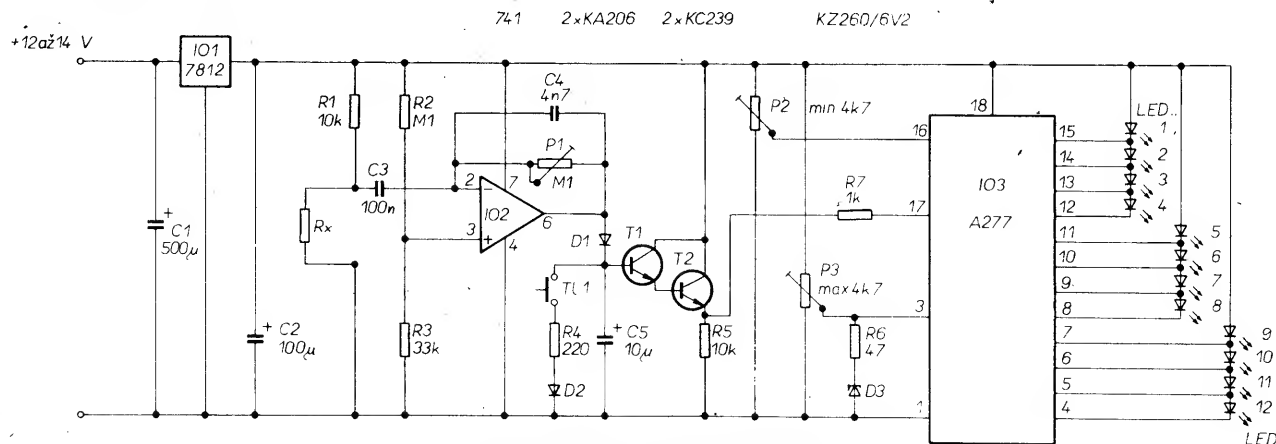 741 2xKA206 2xKC239 KZ260/6V2
+12až14 V
IO1
7812
C1
500µ
C2
100µ
R1
10k
Rx
C3
100n
R2
M1
R3
33k
C4
4n7
P1
M1
2
3
7
4
6
IO2
D1
Tl 1
R4
220
D2
C5
10µ
T1
T2
R5
10k
P2 min 4k7
R7
1k
P3
max 4k7
R6
47
D3
18
16
17
3
1
IO3
A277
15
14
13
12
11
10
9
8
7
6
5
4
LED..
1
2
3
4
5
6
7
8
9
10
11
12
LED